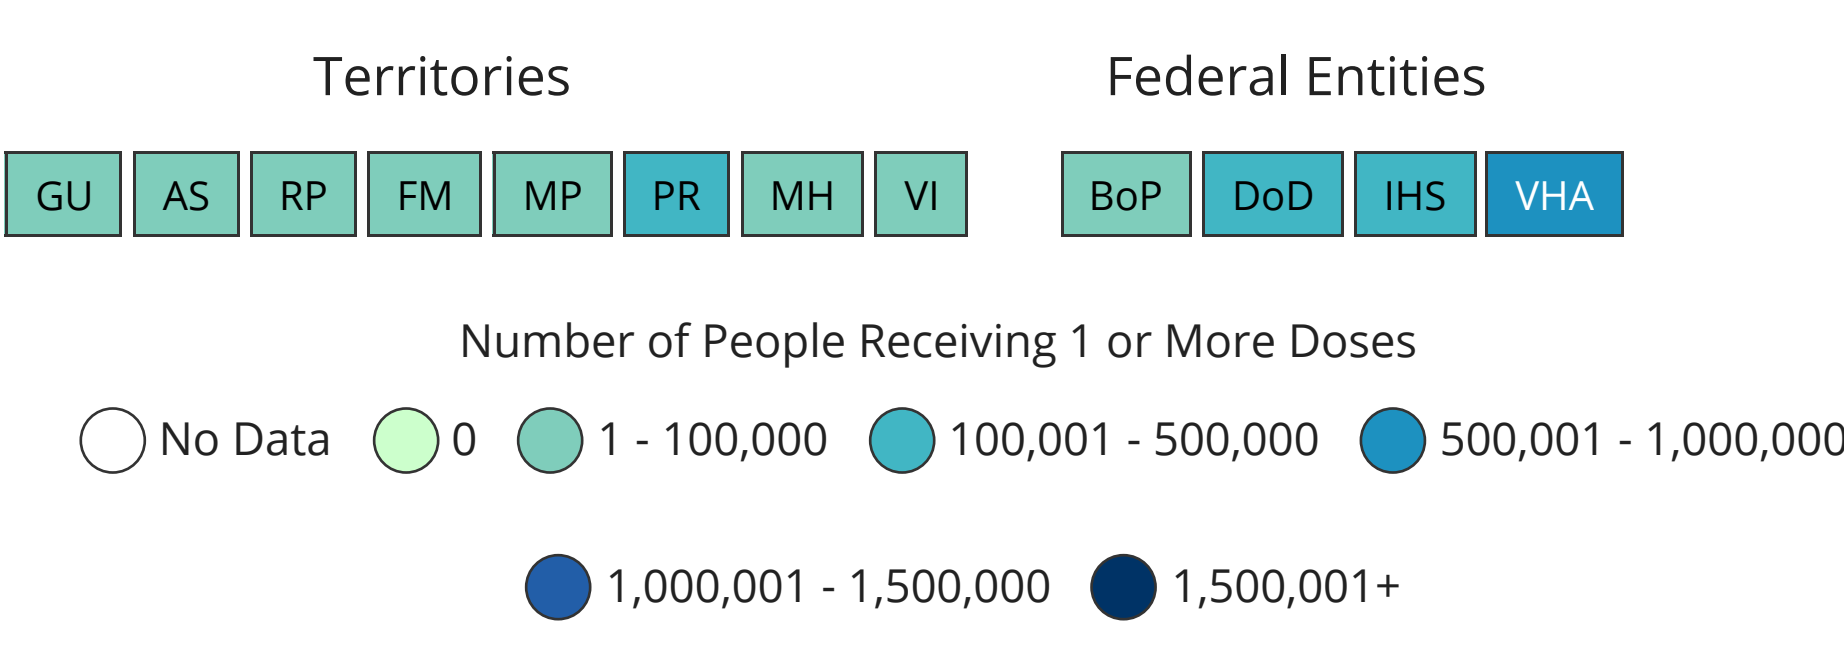 Territories Federal Entities
GU AS RP FM MP PR MH VI BoP DoD IHS VHA
Number of People Receiving 1 or More Doses
No Data 0 1 - 100,000 100,001 - 500,000 500,001 - 1,000,000
1,000,001 - 1,500,000 1,500,001+